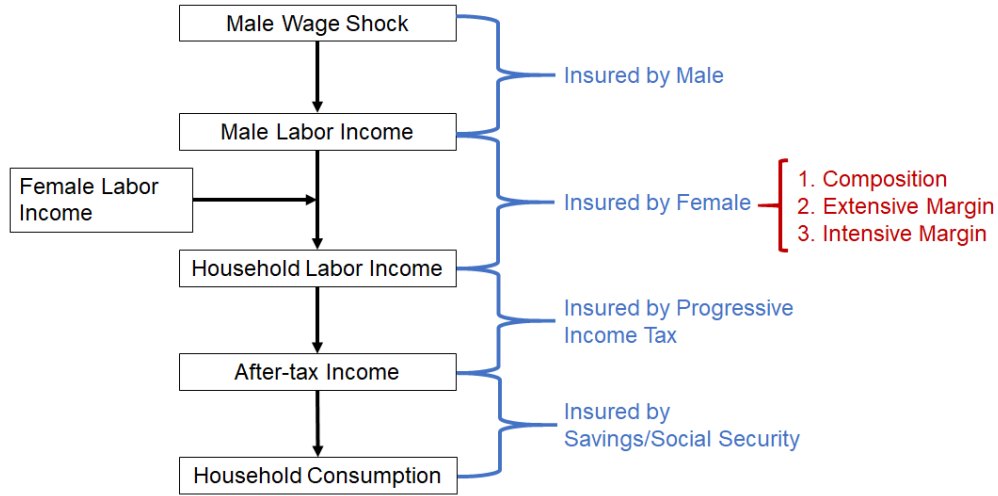 Male Wage Shock
Insured by Male
Male Labor Income
Female Labor
Income
Insured by Female
1. Composition
2. Extensive Margin
3. Intensive Margin
Household Labor Income
Insured by Progressive
Income Tax
After-tax Income
Insured by
Savings/Social Security
Household Consumption